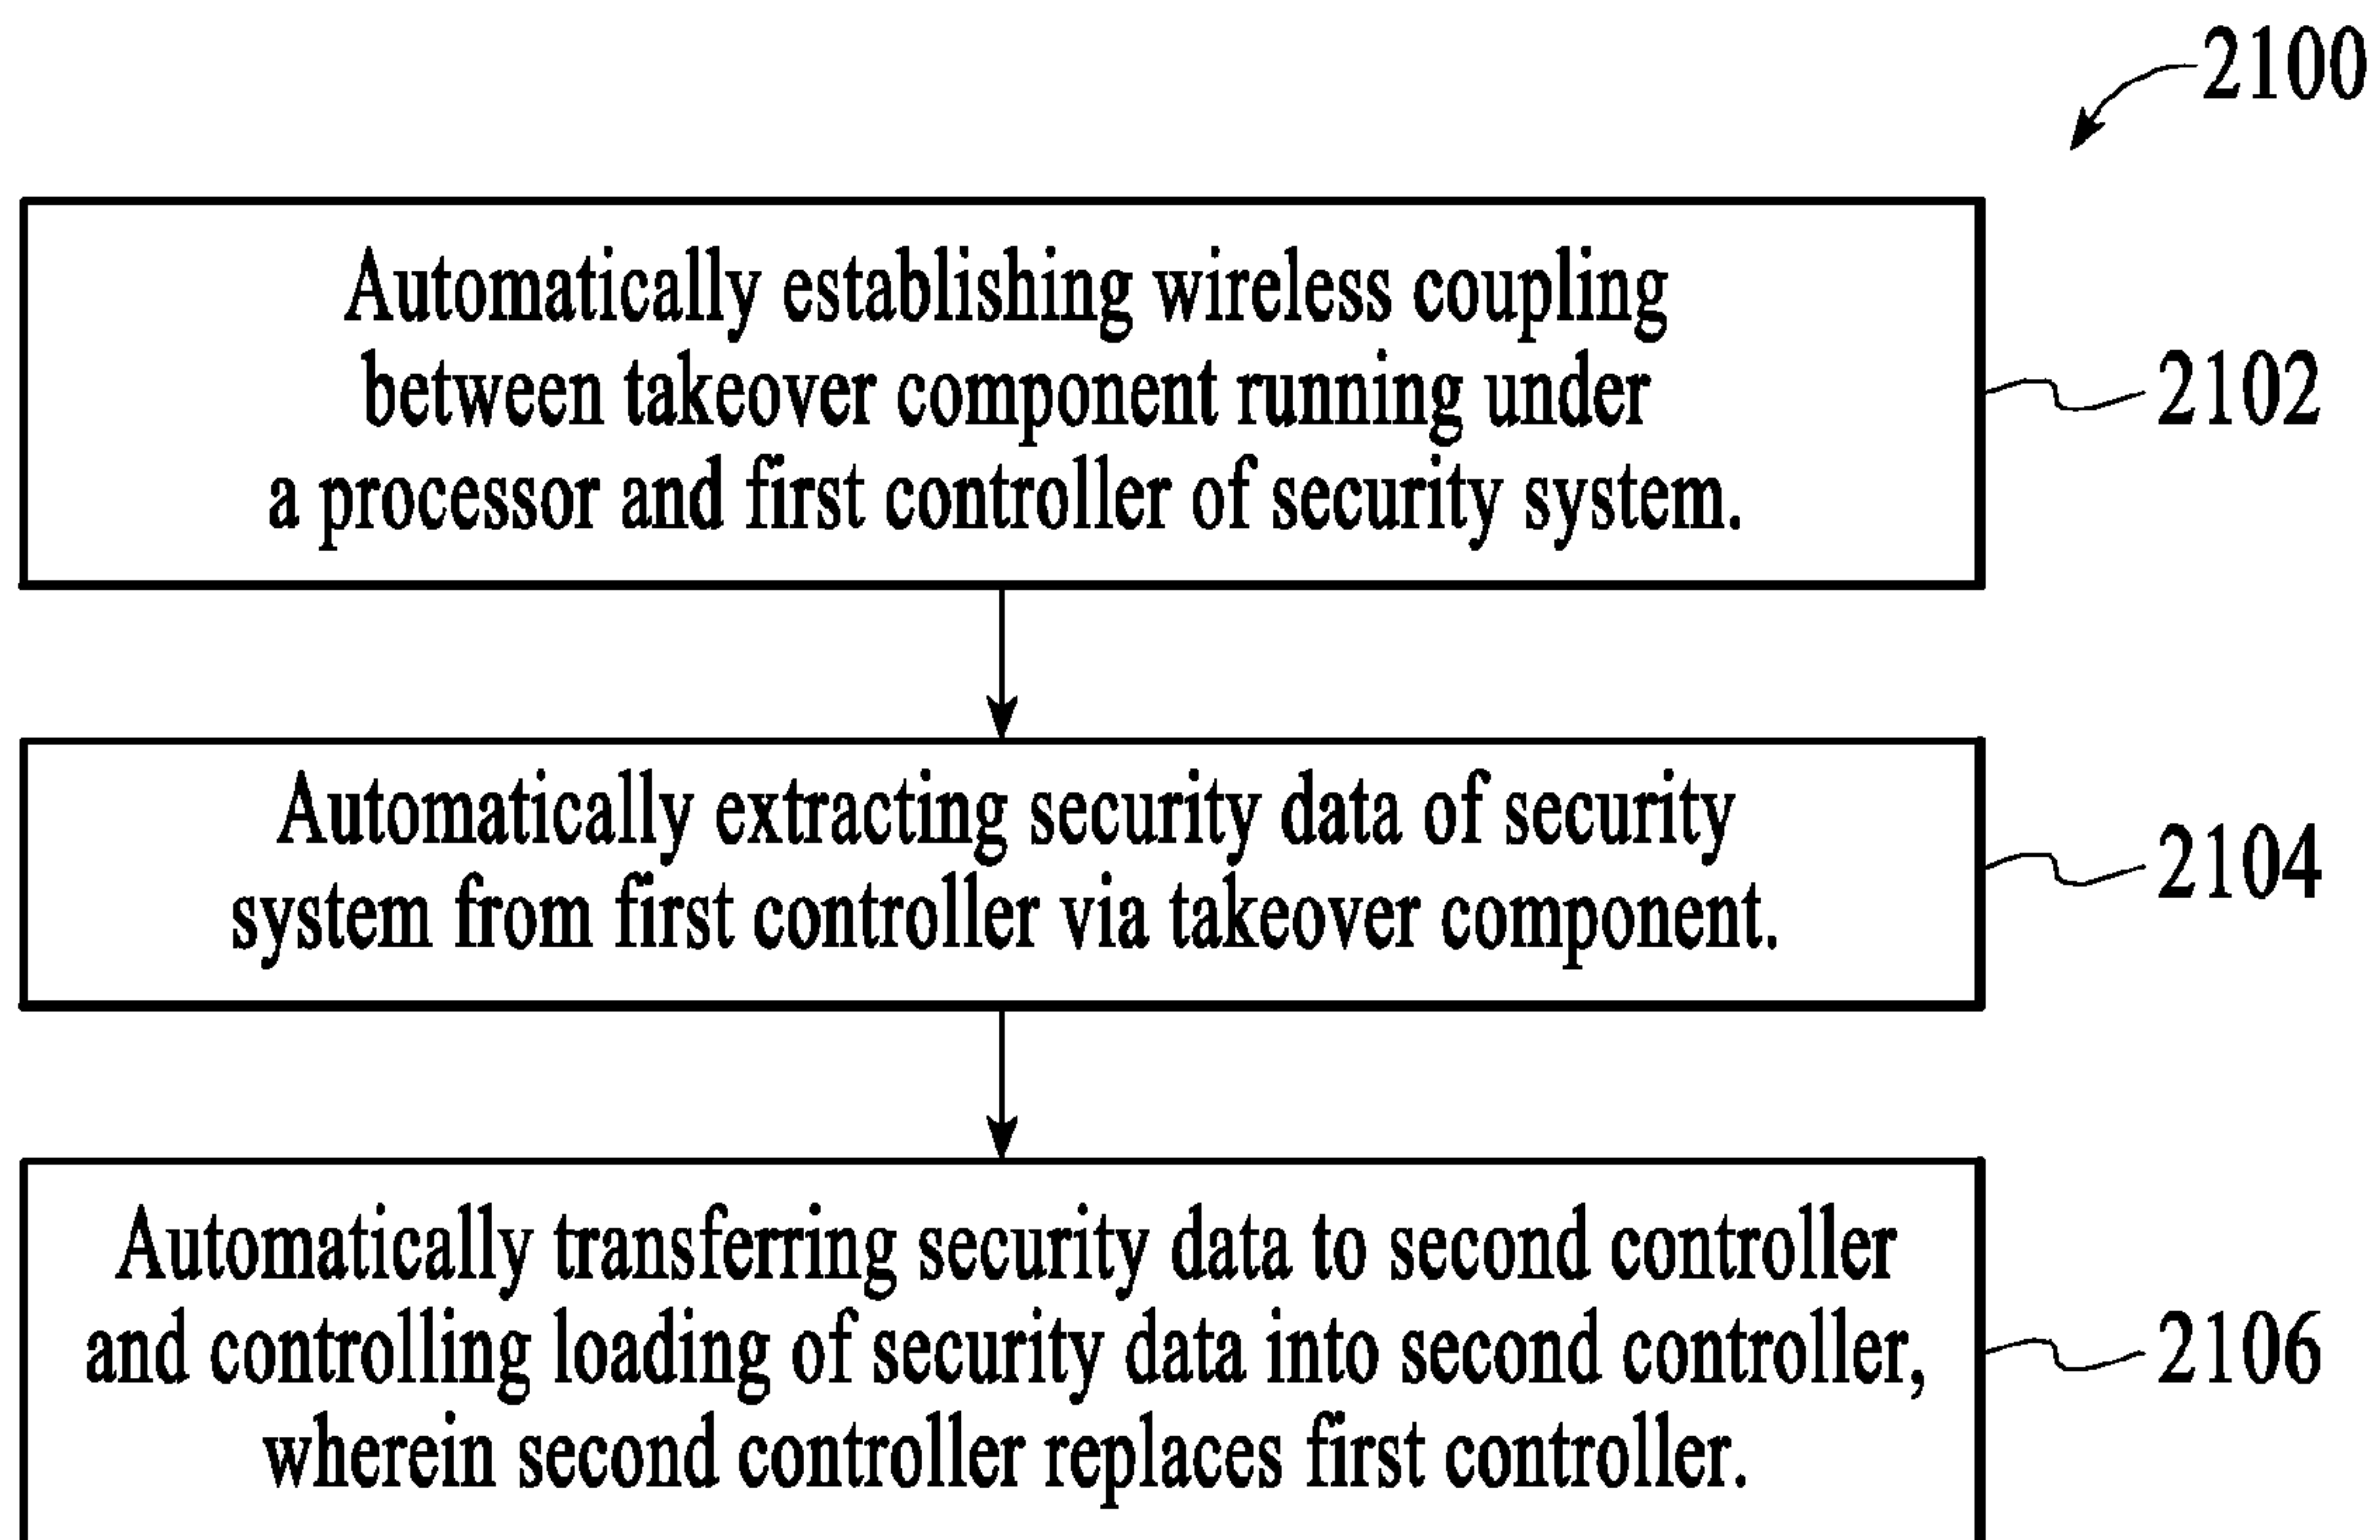 2100
Automatically establishing wireless coupling
between takeover component running under
a processor and first controller of security system.
2102
Automatically extracting security data of security
system from first controller via takeover component.
2104
Automatically transferring security data to second controller
and controlling loading of security data into second controller,
wherein second controller replaces first controller.
2106